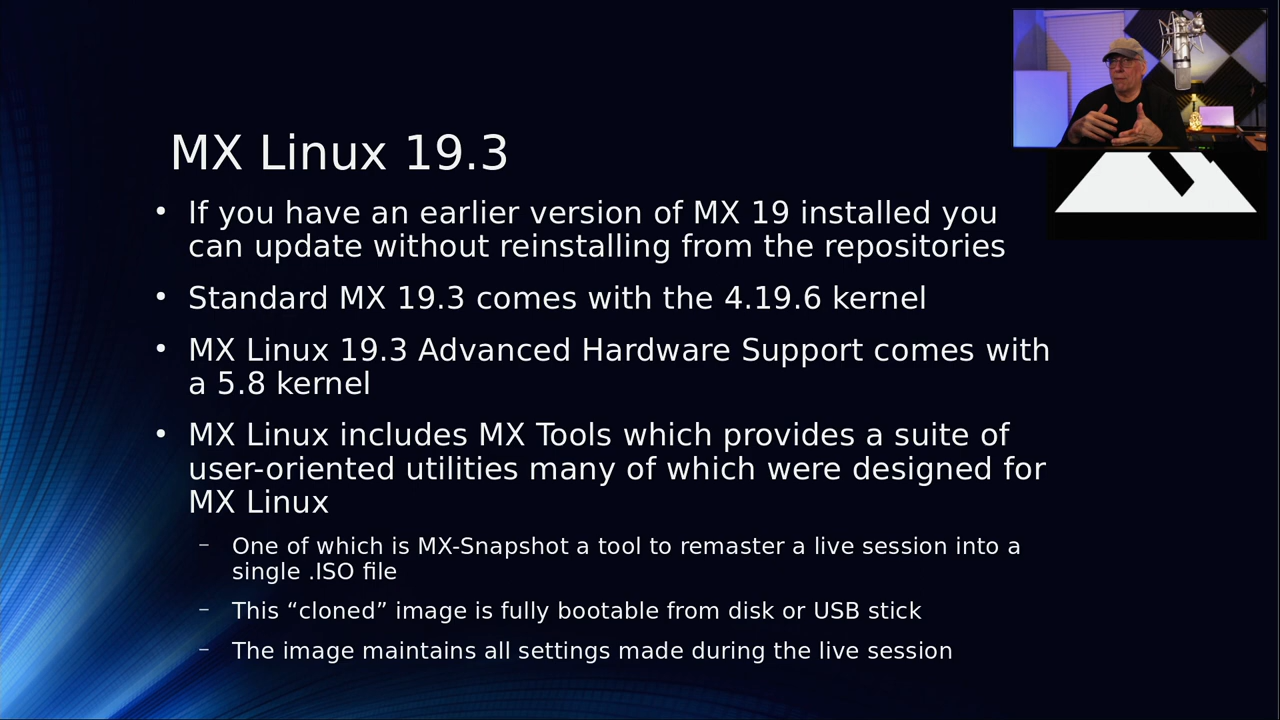 MX Linux 19.3
• If you have an earlier version of MX 19 installed you
can update without reinstalling from the repositories
• Standard MX 19.3 comes with the 4.19.6 kernel
• MX Linux 19.3 Advanced Hardware Support comes with
a 5.8 kernel
• MX Linux includes MX Tools which provides a suite of
user-oriented utilities many of which were designed for
MX Linux
– One of which is MX-Snapshot a tool to remaster a live session into a
single .ISO file
– This “cloned” image is fully bootable from disk or USB stick
– The image maintains all settings made during the live session